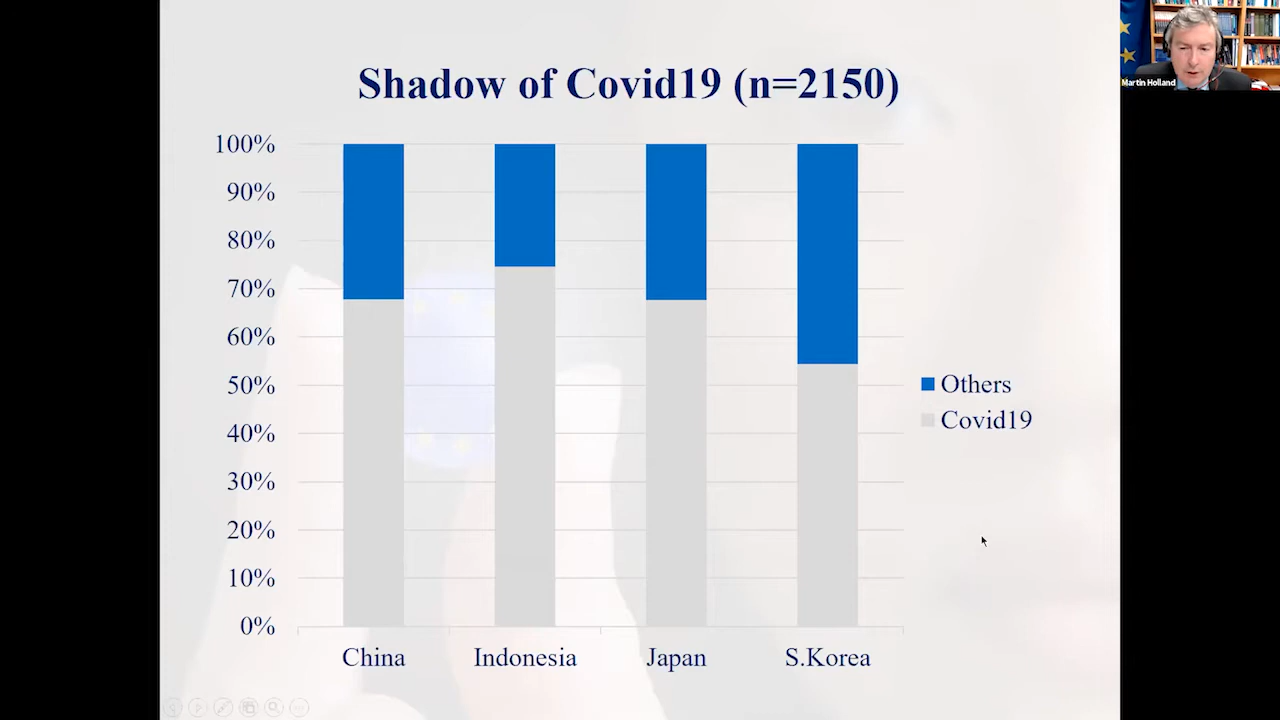 Martin Holland
Shadow of Covid19 (n=2150)
100%
90%
80%
70%
60%
50%
40%
30%
20%
10%
0%
China
Indonesia
Japan
S.Korea
Others
Covid19